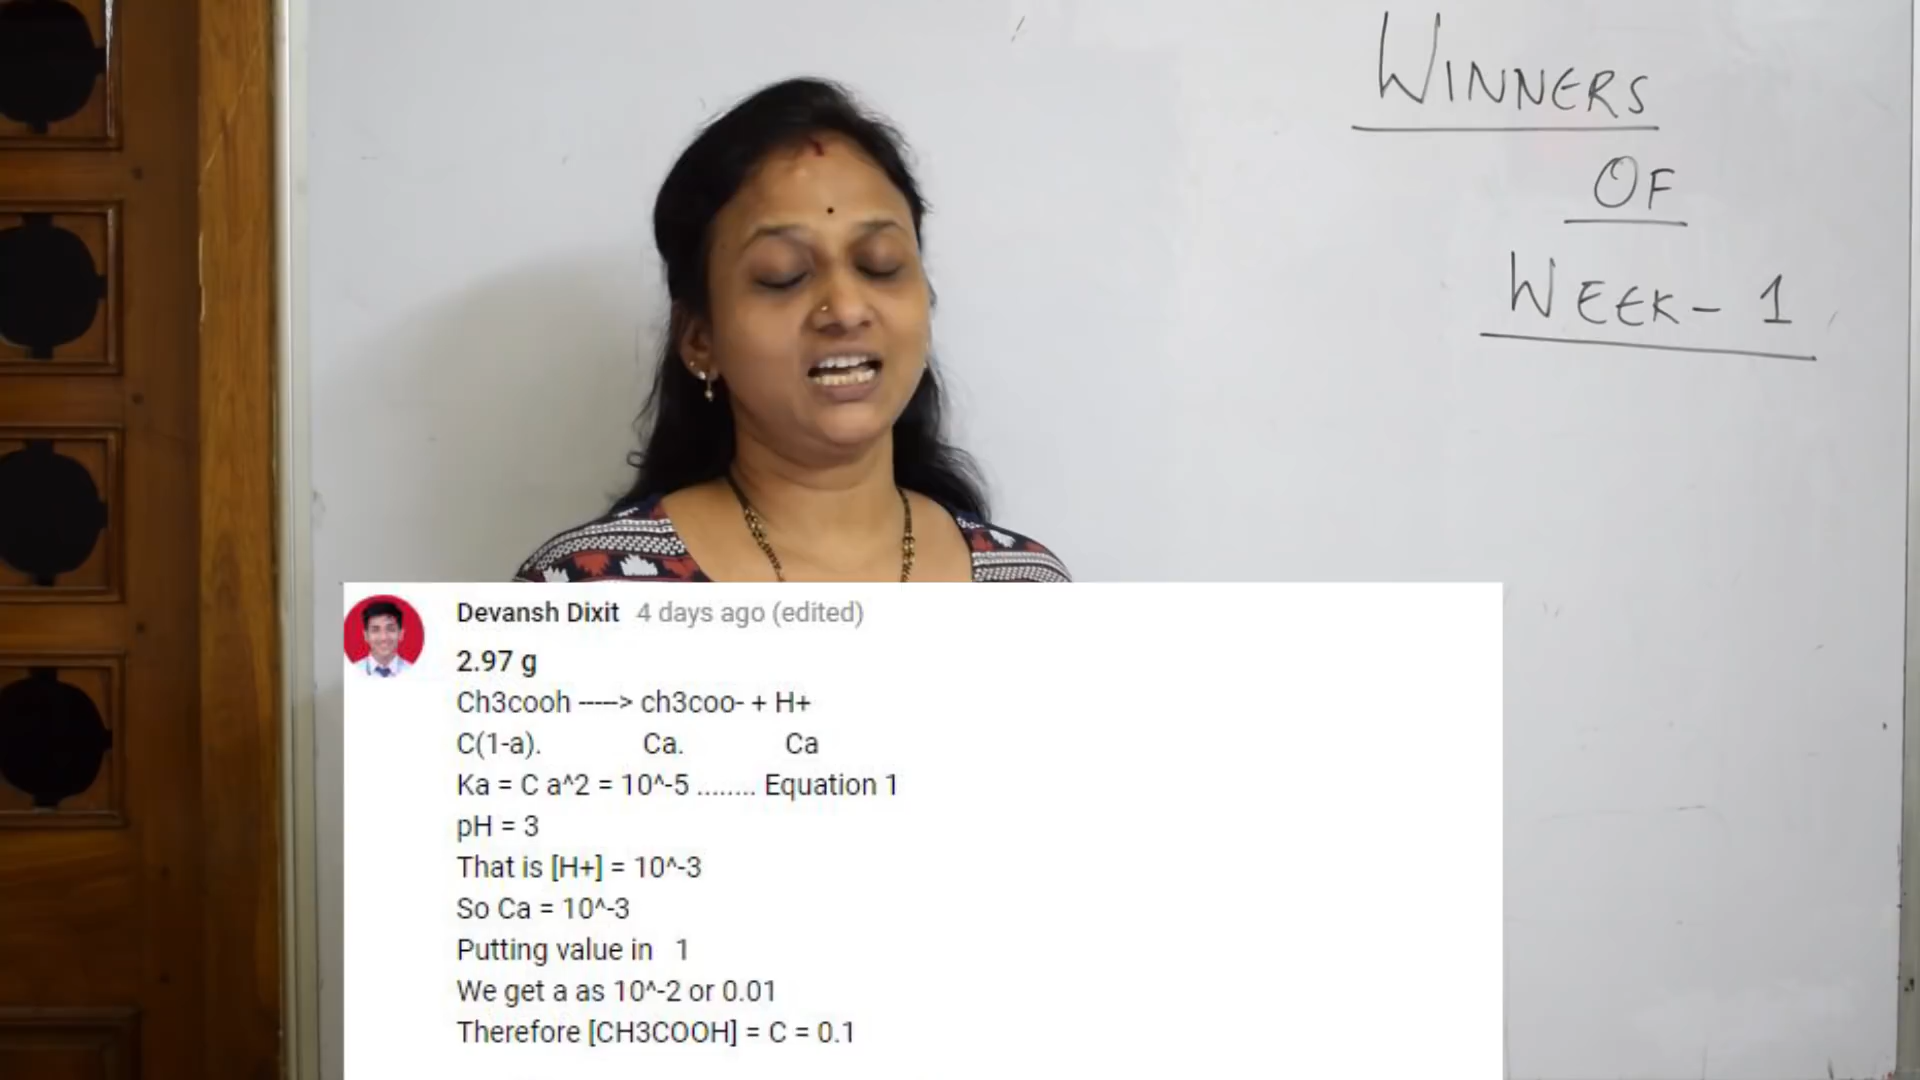 WINNERS
OF
WEEK-1
Devansh Dixit 4 days ago (edited)
2.97 g
Ch3cooh -----> ch3coo- + H+
C(1-a). Ca. Ca
Ka = C a^2 = 10^-5 ........ Equation 1
pH = 3
That is [H+] = 10^-3
So Ca = 10^-3
Putting value in 1
We get a as 10^-2 or 0.01
Therefore [CH3COOH] = C = 0.1